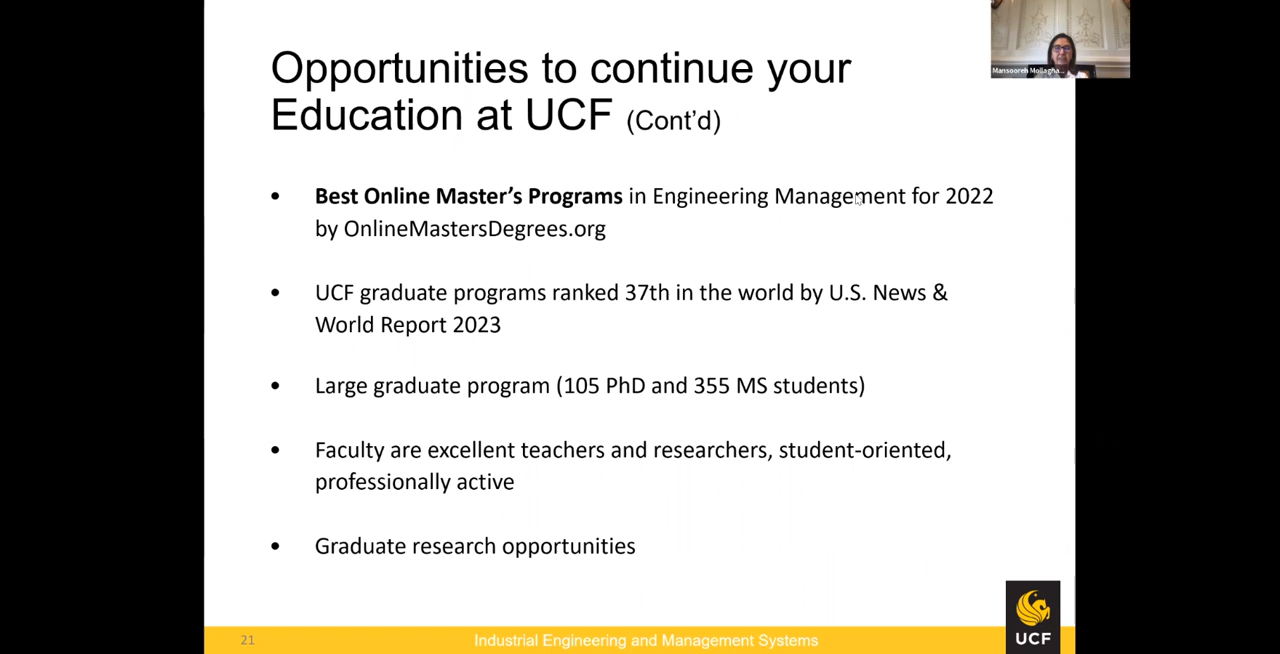 Opportunities to continue your
Education at UCF (Cont'd)
Mansooreh Mollagha...
• Best Online Master's Programs in Engineering Management for 2022
by OnlineMastersDegrees.org
• UCF graduate programs ranked 37th in the world by U.S. News &
World Report 2023
• Large graduate program (105 PhD and 355 MS students)
• Faculty are excellent teachers and researchers, student-oriented,
professionally active
• Graduate research opportunities
21
Industrial Engineering and Management Systems
UCF